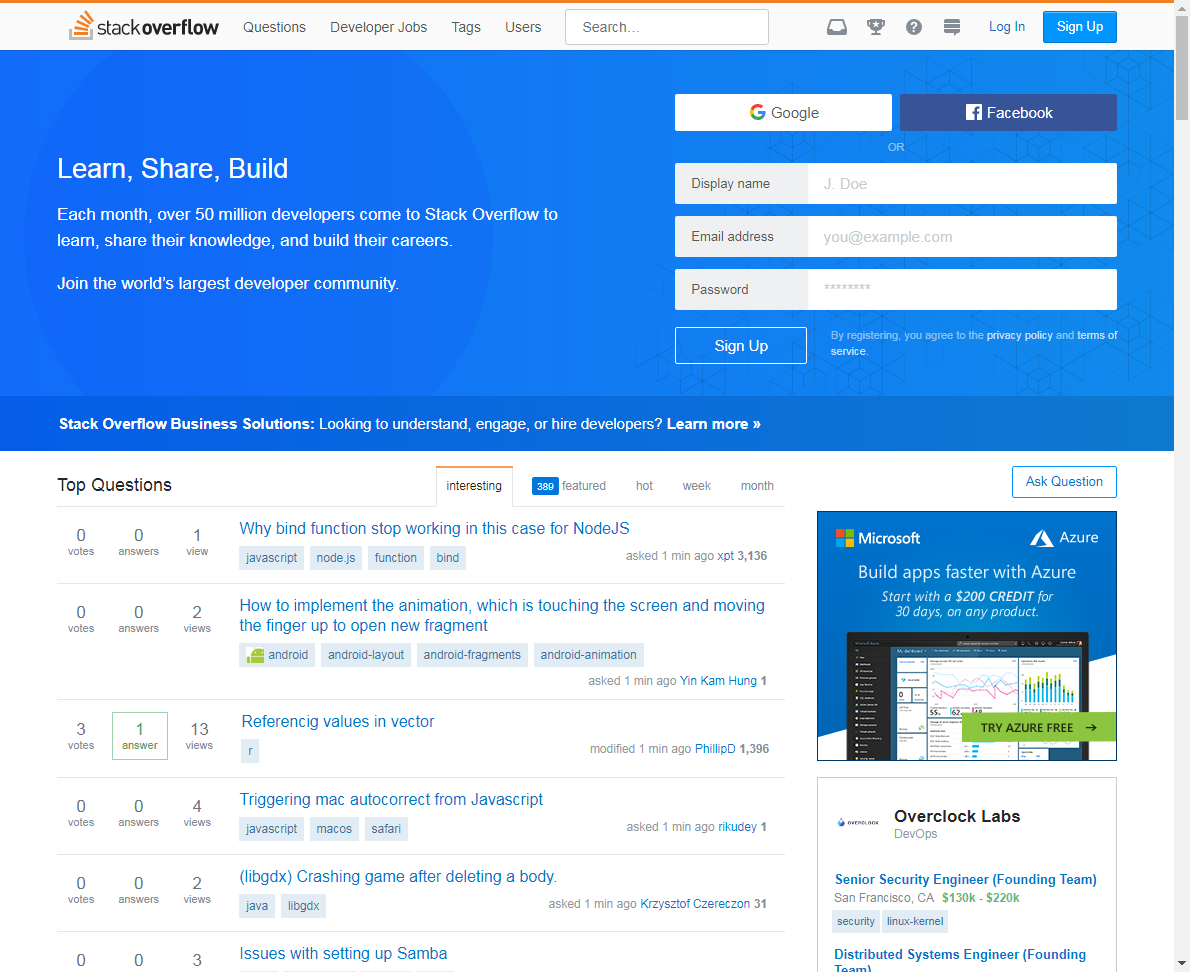 stackoverflow Questions Developer Jobs Tags Users Search... Log In Sign Up
Google Facebook
OR
Learn, Share, Build
Each month, over 50 million developers come to Stack Overflow to
learn, share their knowledge, and build their careers.
Join the world's largest developer community.
Display name J. Doe
Email address you@example.com
Password ********
Sign Up
By registering, you agree to the privacy policy and terms of
service.
Stack Overflow Business Solutions: Looking to understand, engage, or hire developers? Learn more »
Top Questions interesting 389 featured hot week month
Ask Question
0 votes 0 answers 1 view
Why bind function stop working in this case for NodeJS
javascript node.js function bind
asked 1 min ago xpt 3,136
0 votes 0 answers 2 views
How to implement the animation, which is touching the screen and moving
the finger up to open new fragment
android android-layout android-fragments android-animation
asked 1 min ago Yin Kam Hung 1
3 votes 1 answer 13 views
Referencig values in vector
r
modified 1 min ago PhillipD 1,396
0 votes 0 answers 4 views
Triggering mac autocorrect from Javascript
javascript macos safari
asked 1 min ago rikudey 1
0 votes 0 answers 2 views
(libgdx) Crashing game after deleting a body.
java libgdx
asked 1 min ago Krzysztof Czereczon 31
0 0 3
Issues with setting up Samba
Microsoft Azure
Build apps faster with Azure
Start with a $200 CREDIT for
30 days, on any product.
TRY AZURE FREE →
OVERCLOCK
Overclock Labs
DevOps
Senior Security Engineer (Founding Team)
San Francisco, CA $130k - $220k
security linux-kernel
Distributed Systems Engineer (Founding
Team)